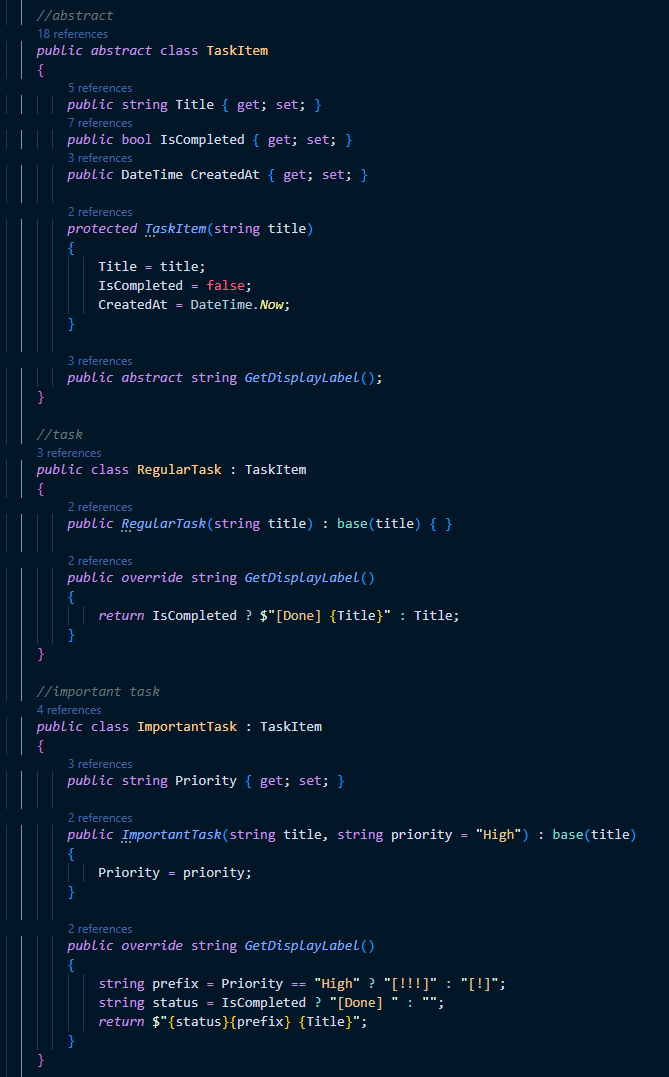 //abstract
18 references
public abstract class TaskItem
{
5 references
public string Title { get; set; }
7 references
public bool IsCompleted { get; set; }
3 references
public DateTime CreatedAt { get; set; }
2 references
protected TaskItem(string title)
{
Title = title;
IsCompleted = false;
CreatedAt = DateTime.Now;
}
3 references
public abstract string GetDisplayLabel();
}
//task
3 references
public class RegularTask : TaskItem
{
2 references
public RegularTask(string title) : base(title) { }
2 references
public override string GetDisplayLabel()
{
return IsCompleted ? $"[Done] {Title}" : Title;
}
}
//important task
4 references
public class ImportantTask : TaskItem
{
3 references
public string Priority { get; set; }
2 references
public ImportantTask(string title, string priority = "High") : base(title)
{
Priority = priority;
}
2 references
public override string GetDisplayLabel()
{
string prefix = Priority == "High" ? "[!!!]" : "[!]";
string status = IsCompleted ? "[Done] " : "";
return $"{status}{prefix} {Title}";
}
}